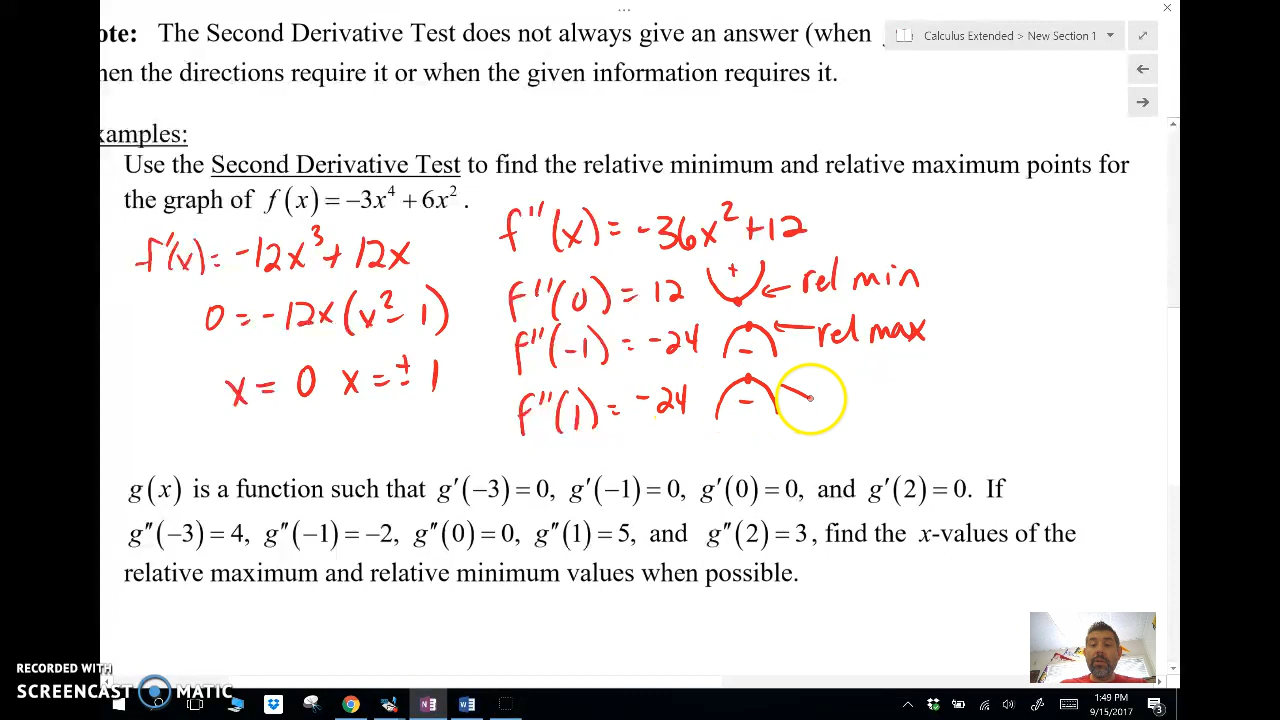 ote: The Second Derivative Test does not always give an answer (when
Calculus Extended > New Section 1
hen the directions require it or when the given information requires it.
xamples:
Use the Second Derivative Test to find the relative minimum and relative maximum points for
the graph of f(x) = −3x⁴ + 6x².
f'(x) = -12x³ + 12x
0 = -12x(x² - 1)
x = 0 x = ± 1
f''(x) = -36x² + 12
f''(0) = 12 + ← rel min
f''(-1) = -24 - ← rel max
f''(1) = -24 -
g(x) is a function such that g′(−3) = 0, g′(−1) = 0, g′(0) = 0, and g′(2) = 0. If
g″(−3) = 4, g″(−1) = −2, g″(0) = 0, g″(1) = 5, and g″(2) = 3, find the x-values of the
relative maximum and relative minimum values when possible.
RECORDED WITH
SCREENCAST MATIC
1:49 PM
9/15/2017
3